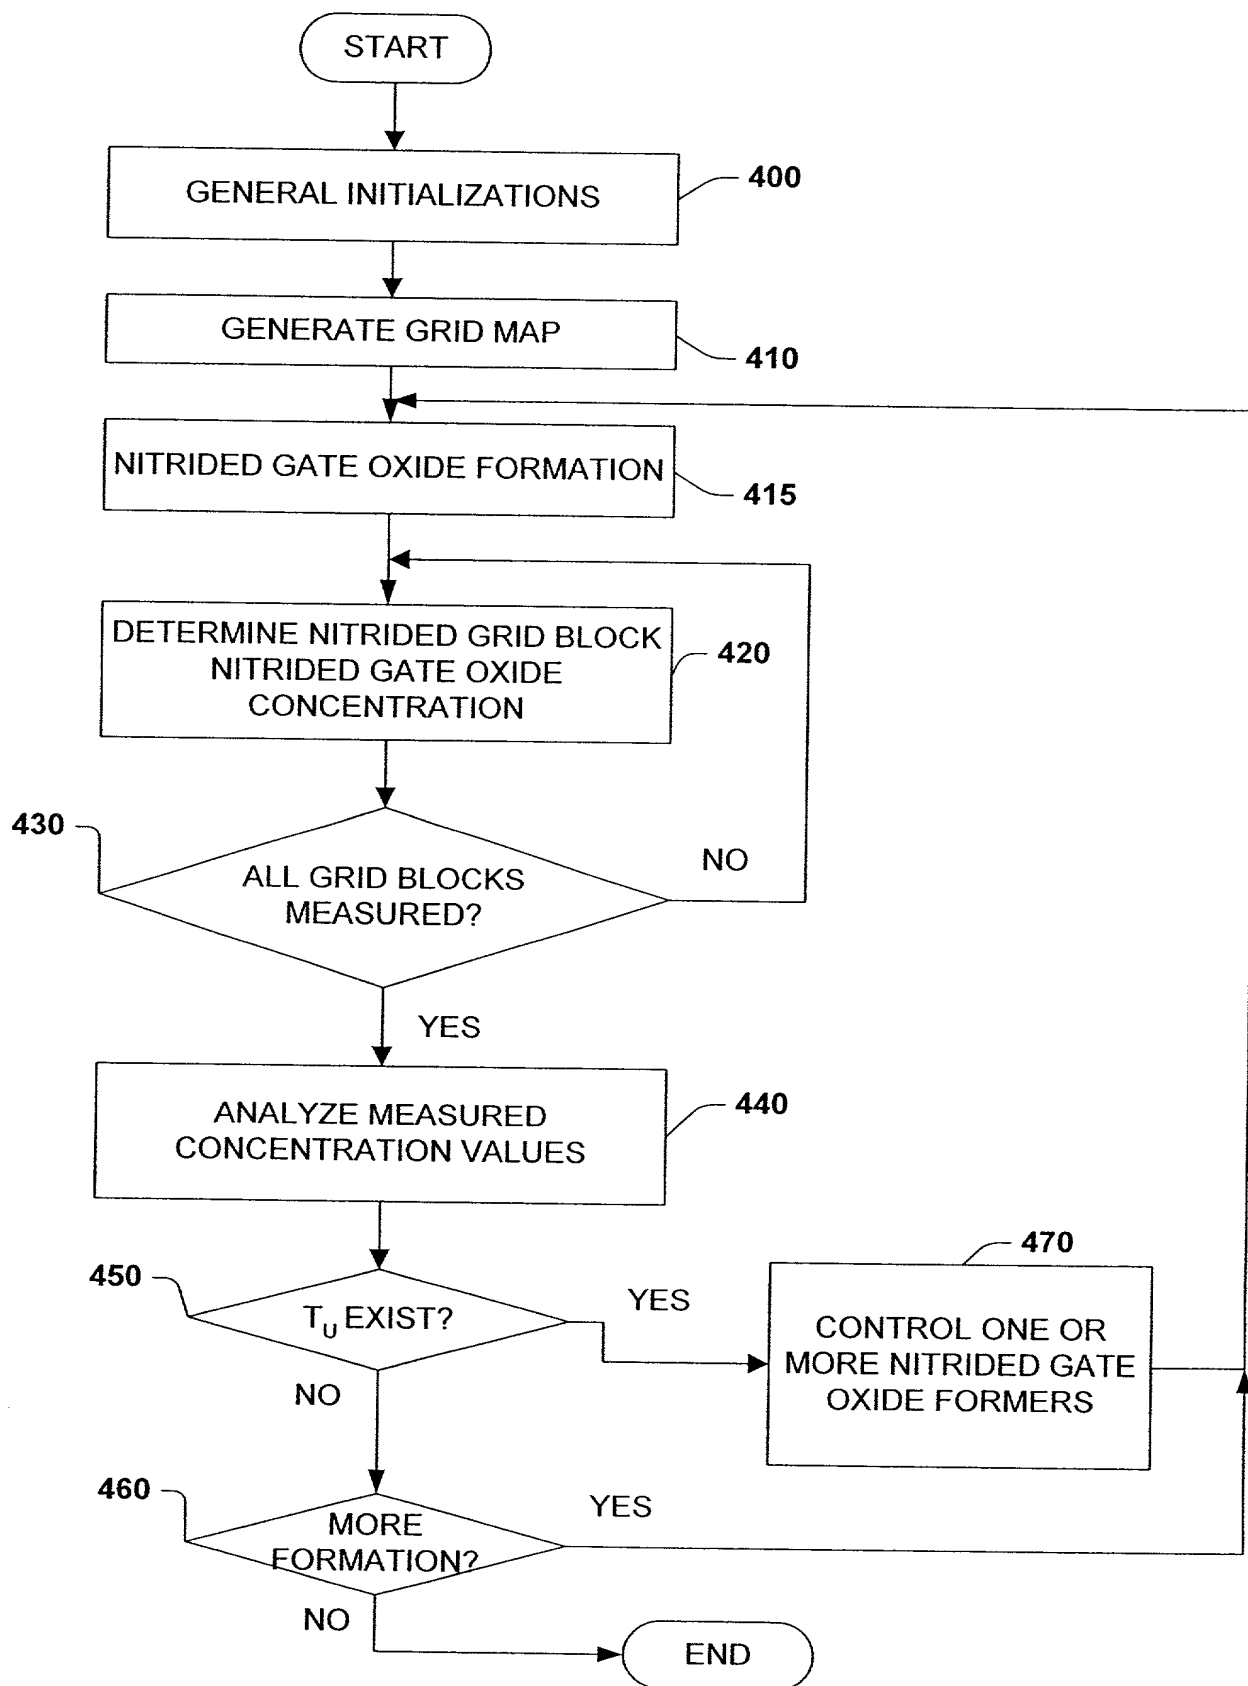 START
GENERAL INITIALIZATIONS
400
GENERATE GRID MAP
410
NITRIDED GATE OXIDE FORMATION
415
DETERMINE NITRIDED GRID BLOCK
NITRIDED GATE OXIDE
CONCENTRATION
420
430
ALL GRID BLOCKS
MEASURED?
NO
YES
ANALYZE MEASURED
CONCENTRATION VALUES
440
450
TU EXIST?
YES
NO
470
CONTROL ONE OR
MORE NITRIDED GATE
OXIDE FORMERS
460
MORE
FORMATION?
YES
NO
END